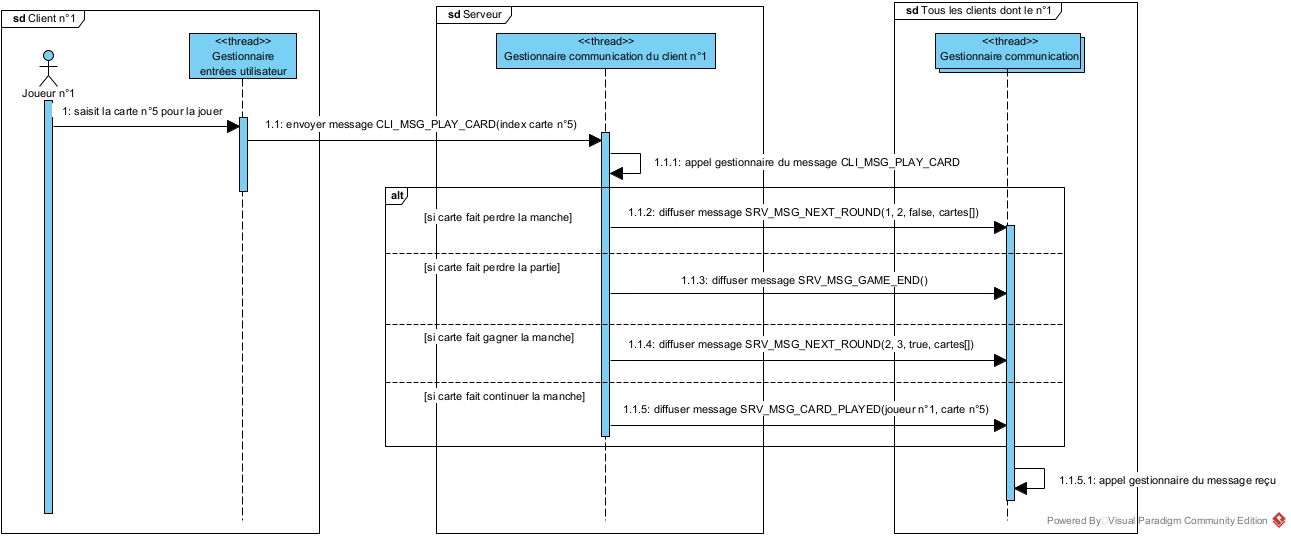 sd Client n°1
sd Serveur
sd Tous les clients dont le n°1
<<thread>>
Gestionnaire
entrées utilisateur
<<thread>>
Gestionnaire communication du client n°1
<<thread>>
Gestionnaire communication
Joueur n°1
1: saisit la carte n°5 pour la jouer
1.1: envoyer message CLI_MSG_PLAY_CARD(index carte n°5)
1.1.1: appel gestionnaire du message CLI_MSG_PLAY_CARD
alt
[si carte fait perdre la manche]
1.1.2: diffuser message SRV_MSG_NEXT_ROUND(1, 2, false, cartes[])
[si carte fait perdre la partie]
1.1.3: diffuser message SRV_MSG_GAME_END()
[si carte fait gagner la manche]
1.1.4: diffuser message SRV_MSG_NEXT_ROUND(2, 3, true, cartes[])
[si carte fait continuer la manche]
1.1.5: diffuser message SRV_MSG_CARD_PLAYED(joueur n°1, carte n°5)
1.1.5.1: appel gestionnaire du message reçu
Powered By Visual Paradigm Community Edition